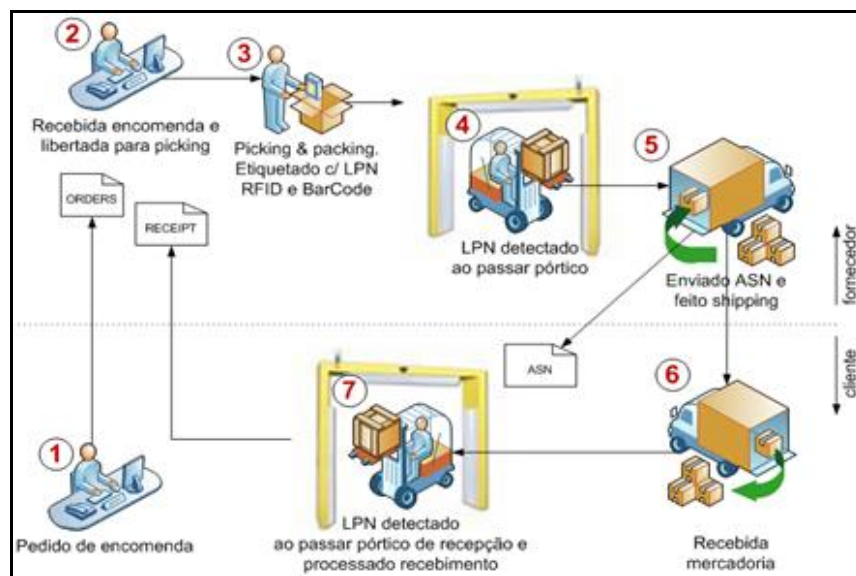 2
3
Recebida encomenda e
libertada para picking
Picking & packing.
Etiquetado c/ LPN
RFID e BarCode
4
LPN detectado
ao passar pórtico
5
Enviado ASN e
feito shipping
fornecedor
ORDERS
RECEIPT
ASN
cliente
1
Pedido de encomenda
7
LPN detectado
ao passar pórtico de recepção e
processado recebimento
6
Recebida
mercadoria